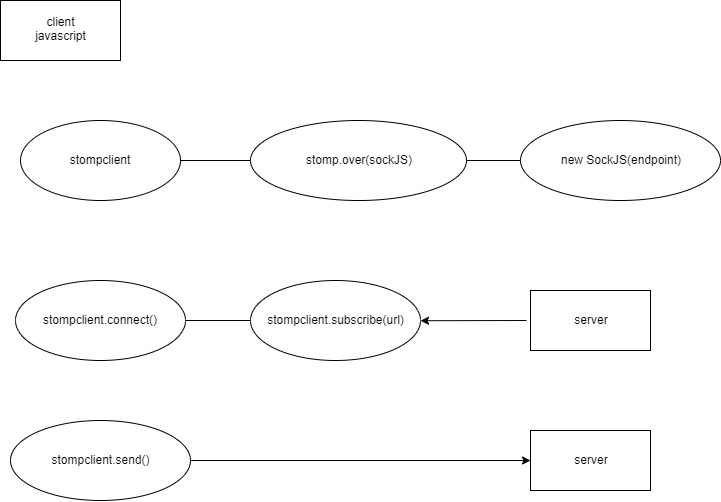 client
javascript
stompclient
stomp.over(sockJS)
new SockJS(endpoint)
stompclient.connect()
stompclient.subscribe(url)
server
stompclient.send()
server